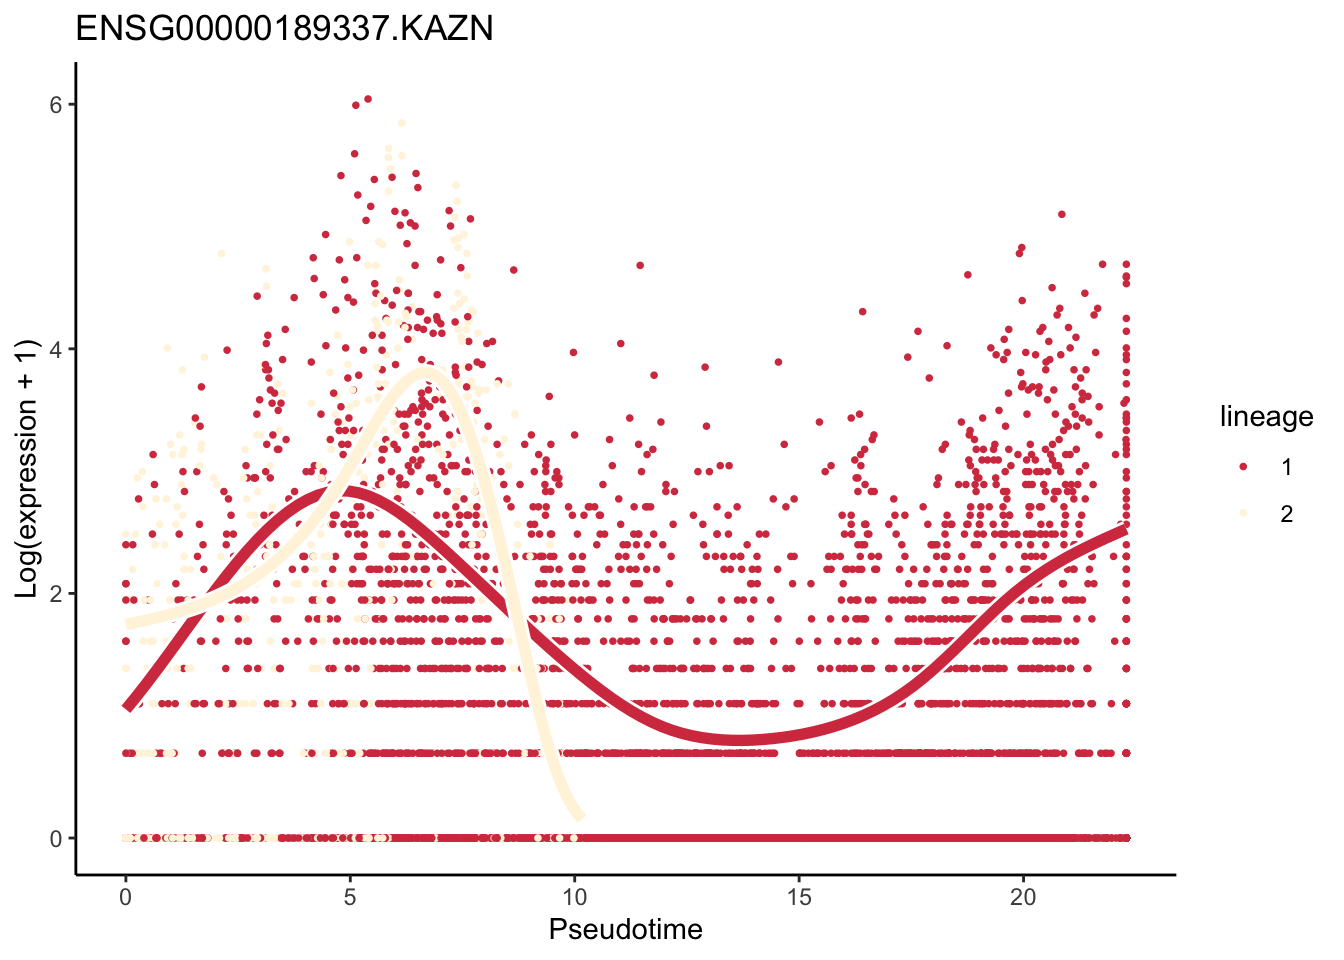 ENSG00000189337.KAZN
Log(expression + 1)
6
4
2
0
0 5 10 15 20
Pseudotime
lineage
1
2